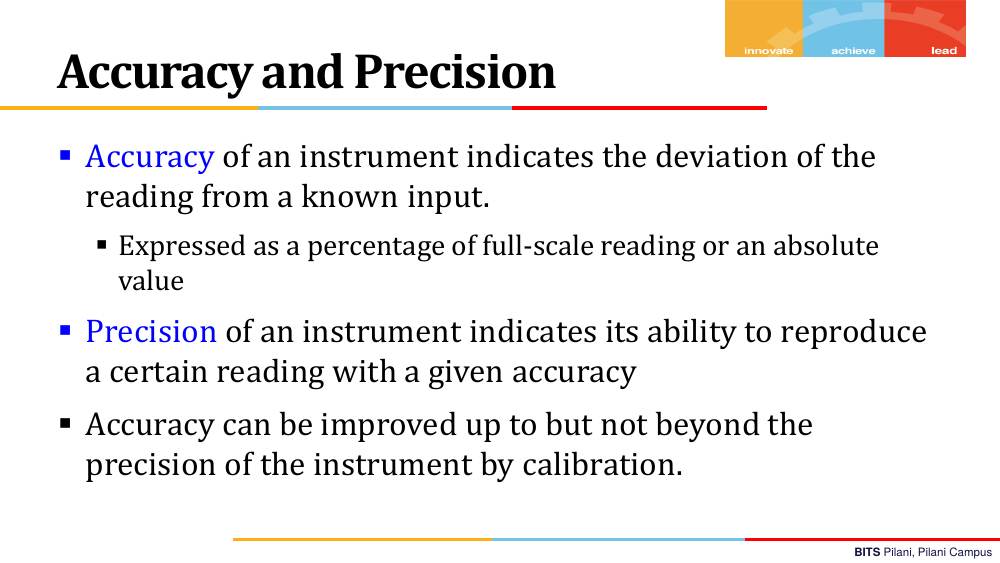 innovate achieve lead
Accuracy and Precision
▪ Accuracy of an instrument indicates the deviation of the
reading from a known input.
▪ Expressed as a percentage of full-scale reading or an absolute
value
▪ Precision of an instrument indicates its ability to reproduce
a certain reading with a given accuracy
▪ Accuracy can be improved up to but not beyond the
precision of the instrument by calibration.
BITS Pilani, Pilani Campus